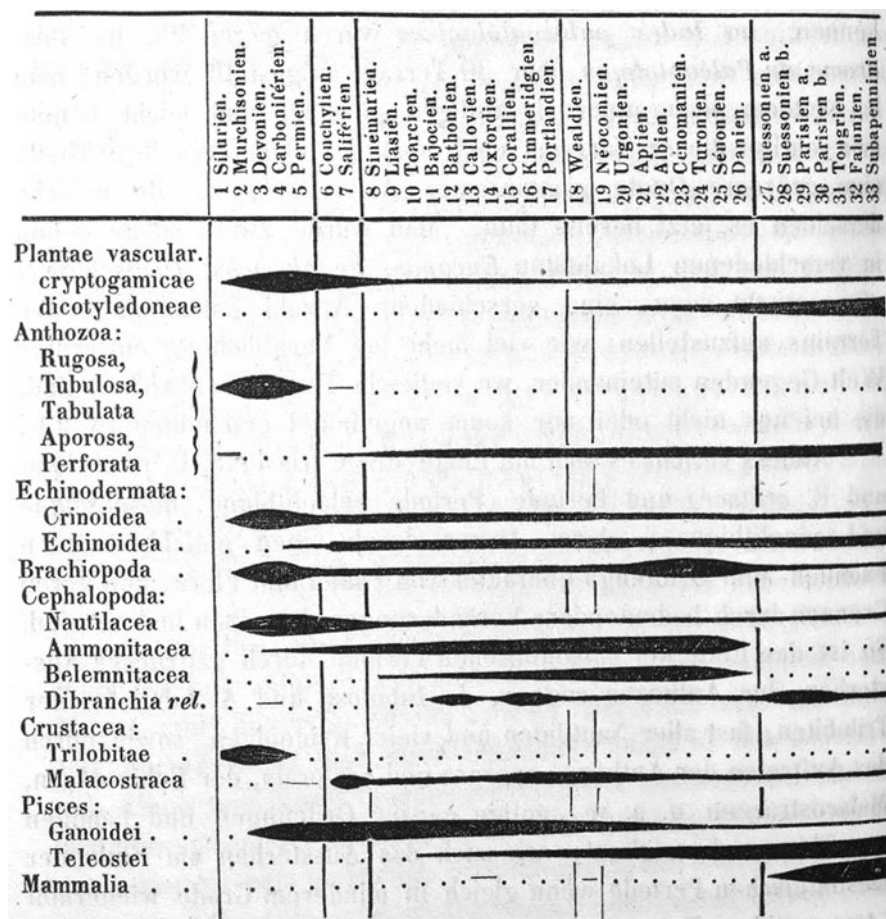 1 Silurien.
2 Murchisonien.
3 Devonien.
4 Carboniférien.
5 Permien.
6 Conchylien.
7 Saliférien.
8 Sinémurien.
9 Liasien.
10 Toarcien.
11 Bajocien.
12 Bathonien.
13 Callovien.
14 Oxfordien.
15 Corallien.
16 Kimmeridgien
17 Portlandien
18 Wealdien.
19 Néocomien.
20 Urgonien.
21 Aptien.
22 Albien.
23 Cénomanien.
24 Turonien.
25 Sénonien.
26 Danien
27 Suessonien a.
28 Suessonien b.
29 Parisien a.
30 Parisien b.
31 Tongrien.
32 Falunien.
33 Subapenninien
Plantae vascular.
cryptogamicae
dicotyledoneae
Anthozoa:
Rugosa,
Tubulosa,
Tabulata
Aporosa,
Perforata
Echinodermata:
Crinoidea
Echinoidea
Brachiopoda
Cephalopoda:
Nautilacea
Ammonitacea
Belemnitacea
Dibranchia rel.
Crustacea:
Trilobitae
Malacostraca
Pisces:
Ganoidei
Teleostei
Mammalia